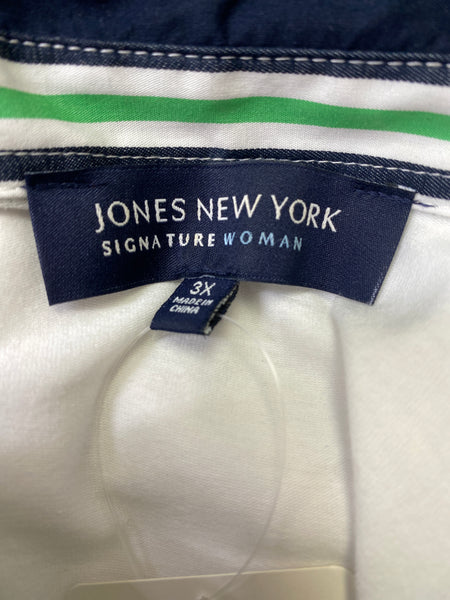 JONES NEW YORK
SIGNATURE WOMAN
3X
MADE IN
CHINA